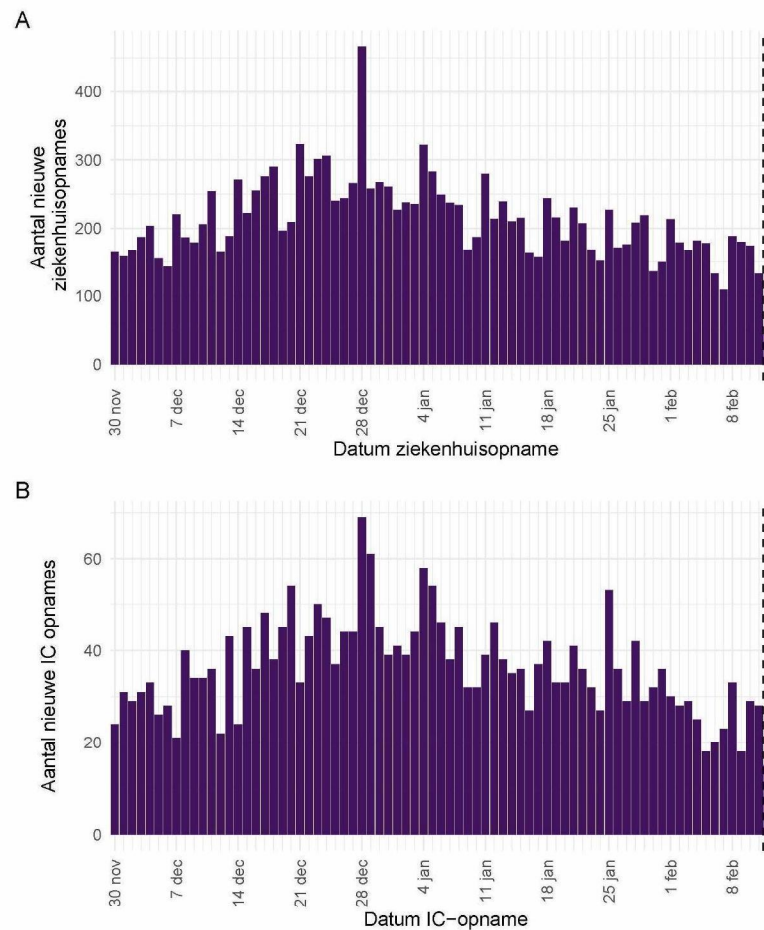 A
Aantal nieuwe
ziekenhuisopnames
400
300
200
100
0
30 nov
7 dec
14 dec
21 dec
28 dec
4 jan
11 jan
18 jan
25 jan
1 feb
8 feb
Datum ziekenhuisopname
B
Aantal nieuwe IC opnames
60
40
20
0
30 nov
7 dec
14 dec
21 dec
28 dec
4 jan
11 jan
18 jan
25 jan
1 feb
8 feb
Datum IC−opname